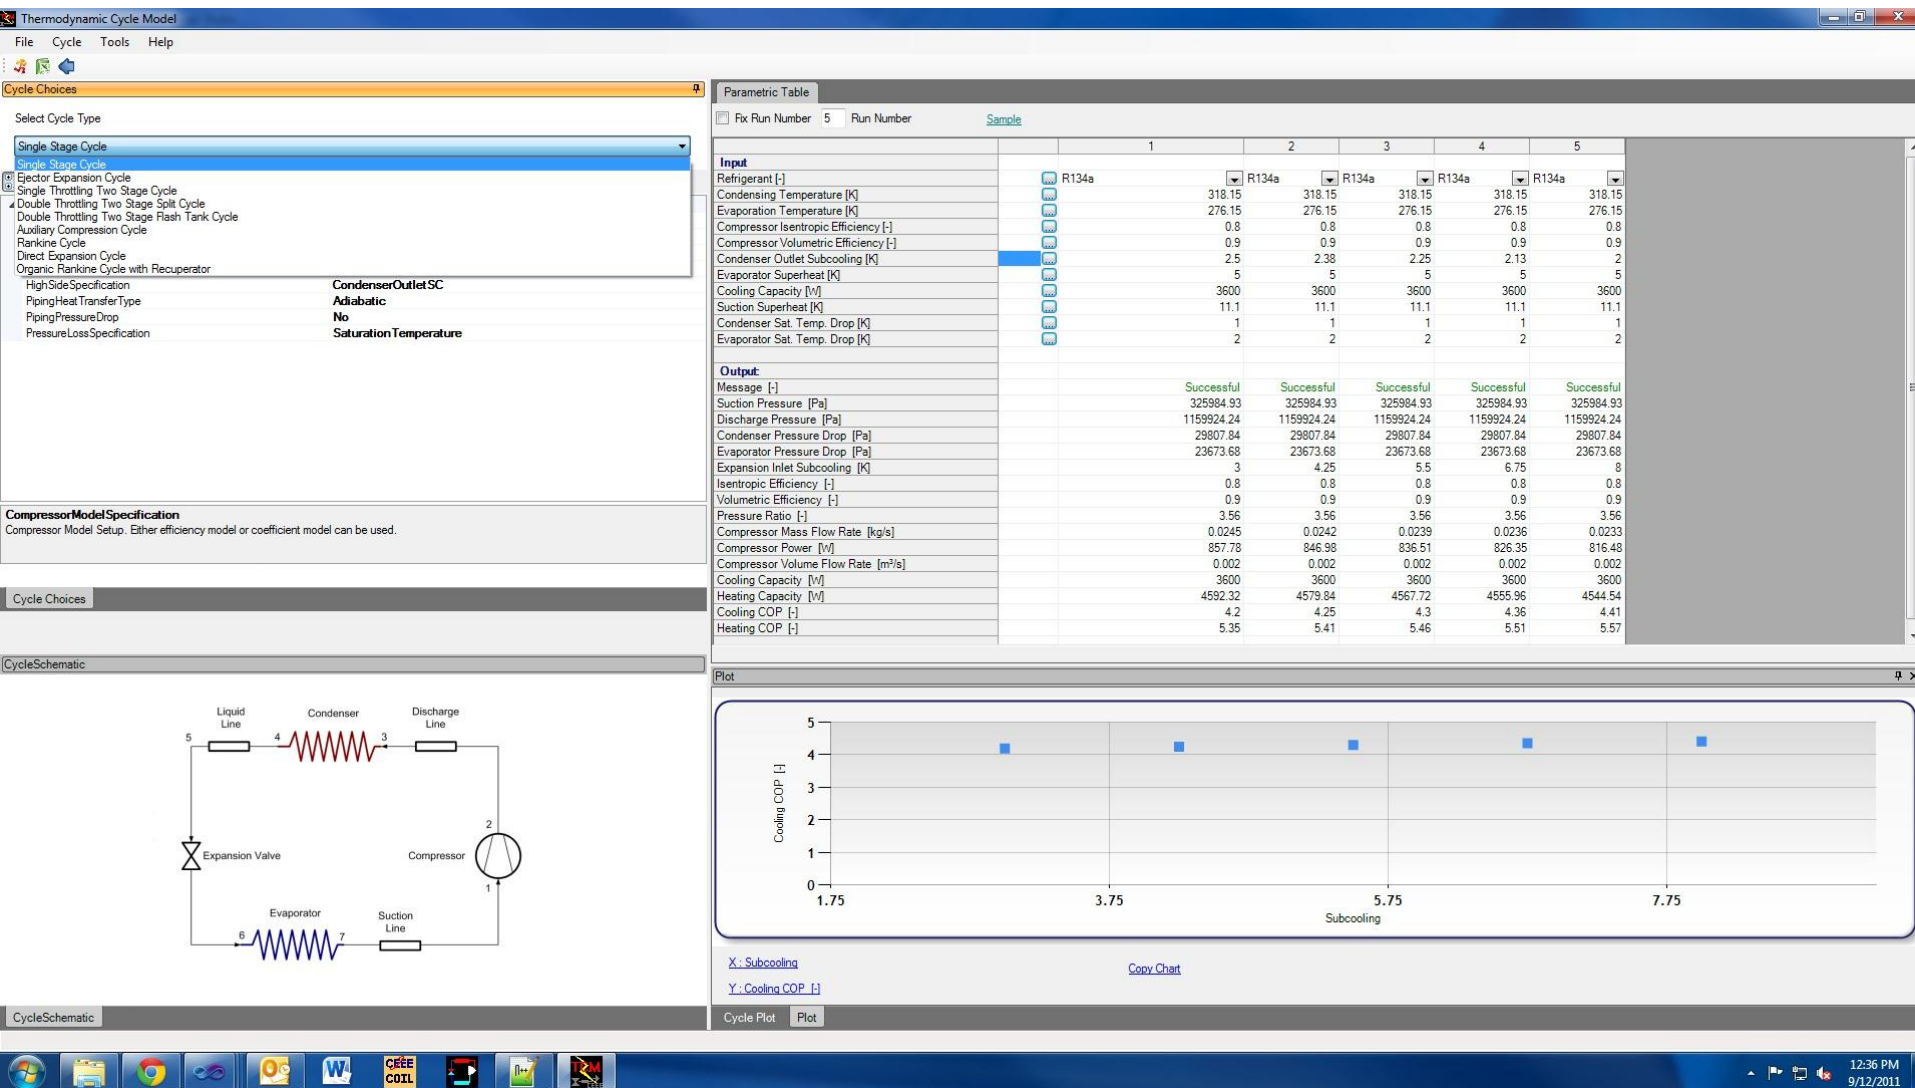 Thermodynamic Cycle Model
File Cycle Tools Help
Cycle Choices
Select Cycle Type
Single Stage Cycle
Single Stage Cycle
Ejector Expansion Cycle
Single Throttling Two Stage Cycle
Double Throttling Two Stage Split Cycle
Double Throttling Two Stage Flash Tank Cycle
Auxiliary Compression Cycle
Rankine Cycle
Direct Expansion Cycle
Organic Rankine Cycle with Recuperator
HighSideSpecification CondenserOutletSC
PipingHeatTransferType Adiabatic
PipingPressureDrop No
PressureLossSpecification SaturationTemperature
CompressorModelSpecification
Compressor Model Setup. Either efficiency model or coefficient model can be used.
Cycle Choices
CycleSchematic
Liquid Line
Condenser
Discharge Line
5 4 3
2
Expansion Valve
Compressor
1
Evaporator
Suction Line
6 7
CycleSchematic
Parametric Table
Fix Run Number 5 Run Number Sample
1 2 3 4 5
Input
Refrigerant [-] ... R134a R134a R134a R134a R134a
Condensing Temperature [K] ... 318.15 318.15 318.15 318.15 318.15
Evaporation Temperature [K] ... 276.15 276.15 276.15 276.15 276.15
Compressor Isentropic Efficiency [-] ... 0.8 0.8 0.8 0.8 0.8
Compressor Volumetric Efficiency [-] ... 0.9 0.9 0.9 0.9 0.9
Condenser Outlet Subcooling [K] ... 2.5 2.38 2.25 2.13 2
Evaporator Superheat [K] ... 5 5 5 5 5
Cooling Capacity [W] ... 3600 3600 3600 3600 3600
Suction Superheat [K] ... 11.1 11.1 11.1 11.1 11.1
Condenser Sat. Temp. Drop [K] ... 1 1 1 1 1
Evaporator Sat. Temp. Drop [K] ... 2 2 2 2 2
Output:
Message [-] Successful Successful Successful Successful Successful
Suction Pressure [Pa] 325984.93 325984.93 325984.93 325984.93 325984.93
Discharge Pressure [Pa] 1159924.24 1159924.24 1159924.24 1159924.24 1159924.24
Condenser Pressure Drop [Pa] 29807.84 29807.84 29807.84 29807.84 29807.84
Evaporator Pressure Drop [Pa] 23673.68 23673.68 23673.68 23673.68 23673.68
Expansion Inlet Subcooling [K] 3 4.25 5.5 6.75 8
Isentropic Efficiency [-] 0.8 0.8 0.8 0.8 0.8
Volumetric Efficiency [-] 0.9 0.9 0.9 0.9 0.9
Pressure Ratio [-] 3.56 3.56 3.56 3.56 3.56
Compressor Mass Flow Rate [kg/s] 0.0245 0.0242 0.0239 0.0236 0.0233
Compressor Power [W] 857.78 846.98 836.51 826.35 816.48
Compressor Volume Flow Rate [m³/s] 0.002 0.002 0.002 0.002 0.002
Cooling Capacity [W] 3600 3600 3600 3600 3600
Heating Capacity [W] 4592.32 4579.84 4567.72 4555.96 4544.54
Cooling COP [-] 4.2 4.25 4.3 4.36 4.41
Heating COP [-] 5.35 5.41 5.46 5.51 5.57
Plot
Cooling COP [-]
5
4
3
2
1
0
1.75 3.75 5.75 7.75
Subcooling
X : Subcooling
Copy Chart
Y : Cooling COP [-]
Cycle Plot Plot
CEEE
COIL
12:36 PM
9/12/2011